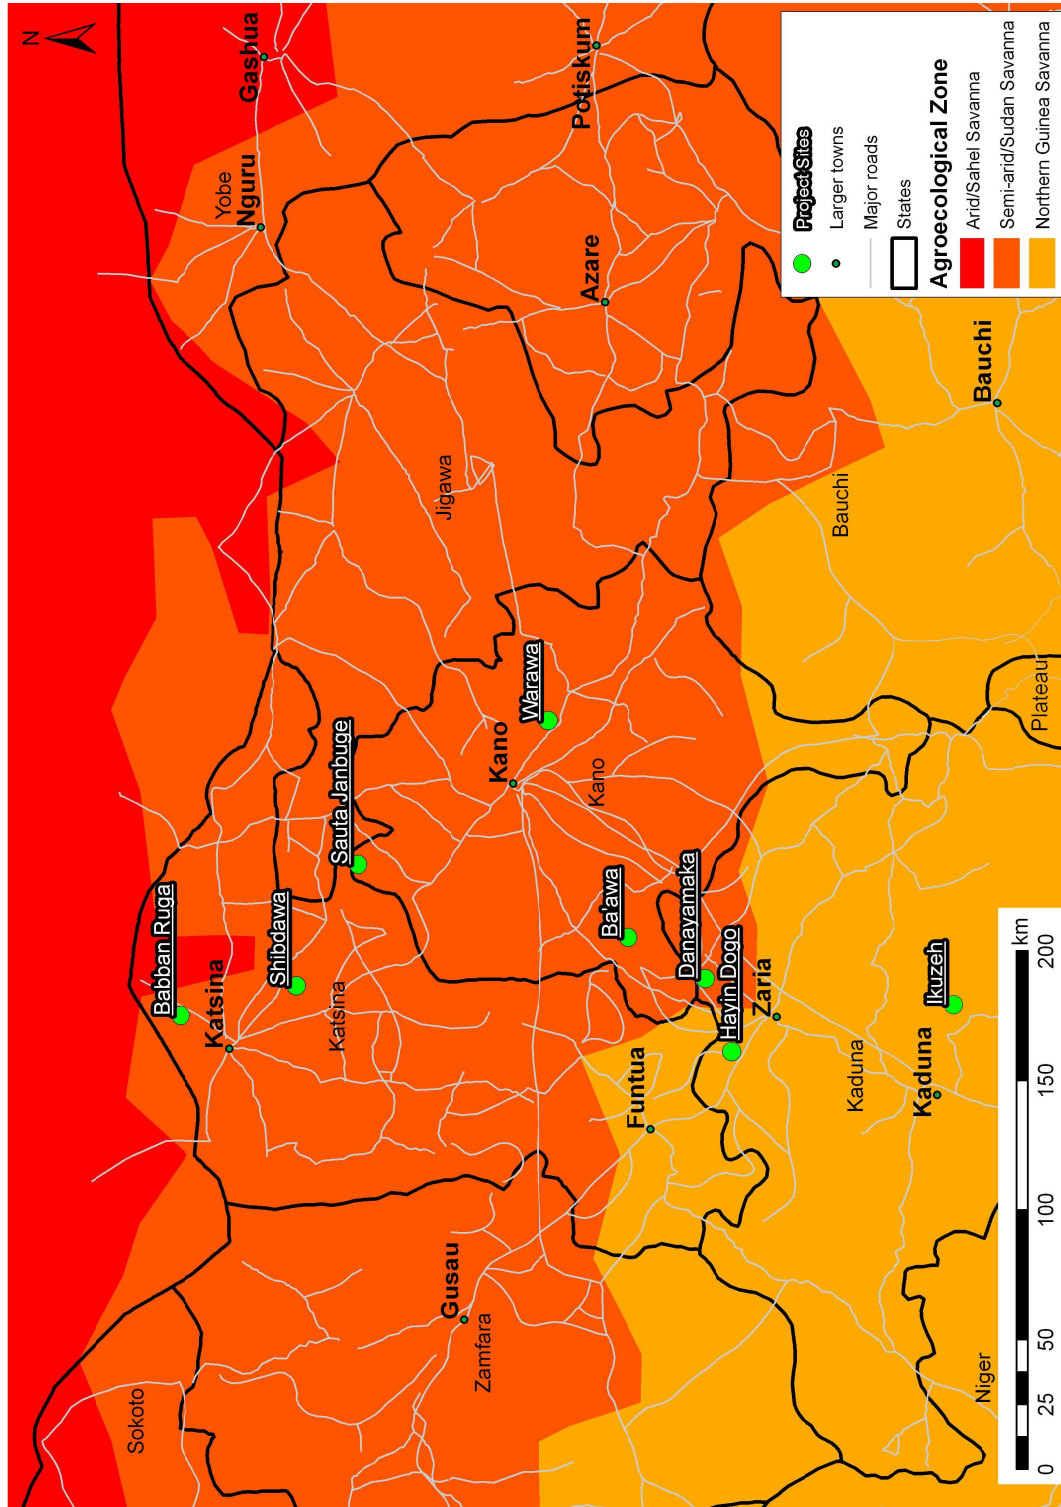 N
Sokoto
Babban Ruga
Katsina
Shibdawa
Katsina
Sauta Janbuge
Yobe
Nguru
Gashua
Gusau
Zamfara
Jigawa
Kano
Warawa
Kano
Azare
Potiskum
Funtua
Ba'awa
Danayamaka
Hayin Dogo
Zaria
Kaduna
Kaduna
Ikuzeh
Bauchi
Bauchi
Plateau
Niger
0 25 50 100 150 200
km
Project Sites
Larger towns
Major roads
States
Agroecological Zone
Arid/Sahel Savanna
Semi-arid/Sudan Savanna
Northern Guinea Savanna